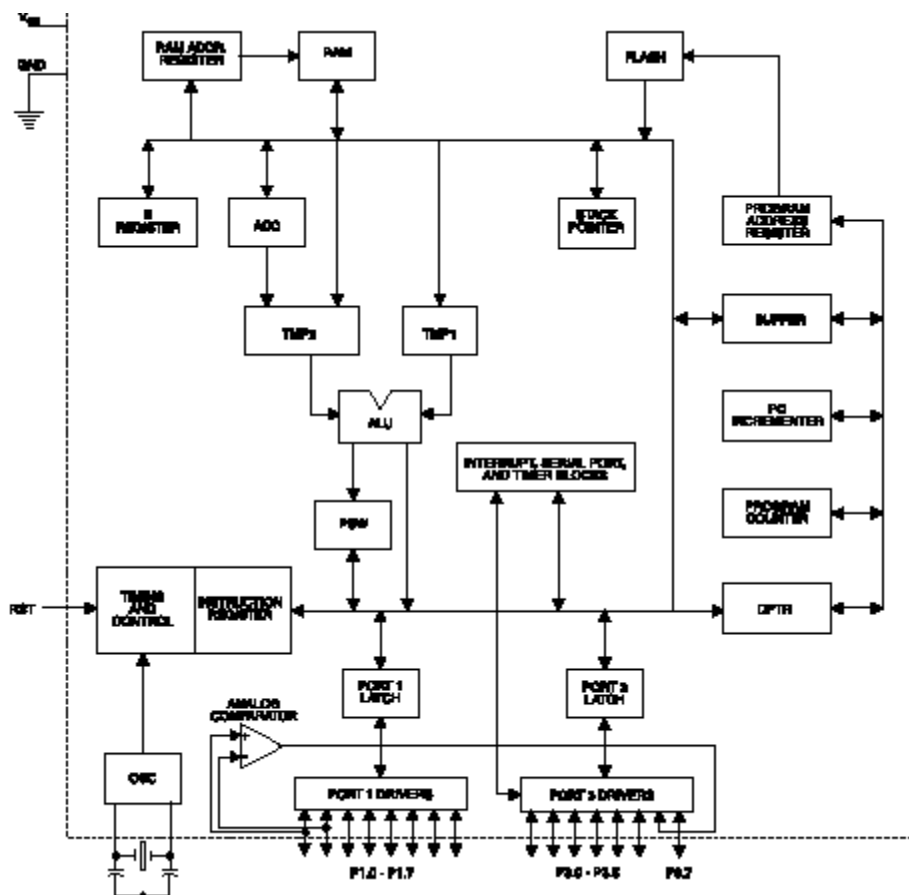 V
GND
RAM ADDR.
REGISTER
RAM
FLASH
B
REGISTER
ACC
STACK
POINTER
PROGRAM
ADDRESS
REGISTER
TMP2
TMP1
BUFFER
ALU
PC
INCREMENTER
INTERRUPT, SERIAL PORT,
AND TIMER BLOCKS
PSW
PROGRAM
COUNTER
RST
TIMING
AND
CONTROL
INSTRUCTION
REGISTER
DPTR
PORT 1
LATCH
PORT 3
LATCH
ANALOG
COMPARATOR
+
−
OSC
PORT 1 DRIVERS
PORT 3 DRIVERS
P1.0 - P1.7
P3.0 - P3.5
P3.7